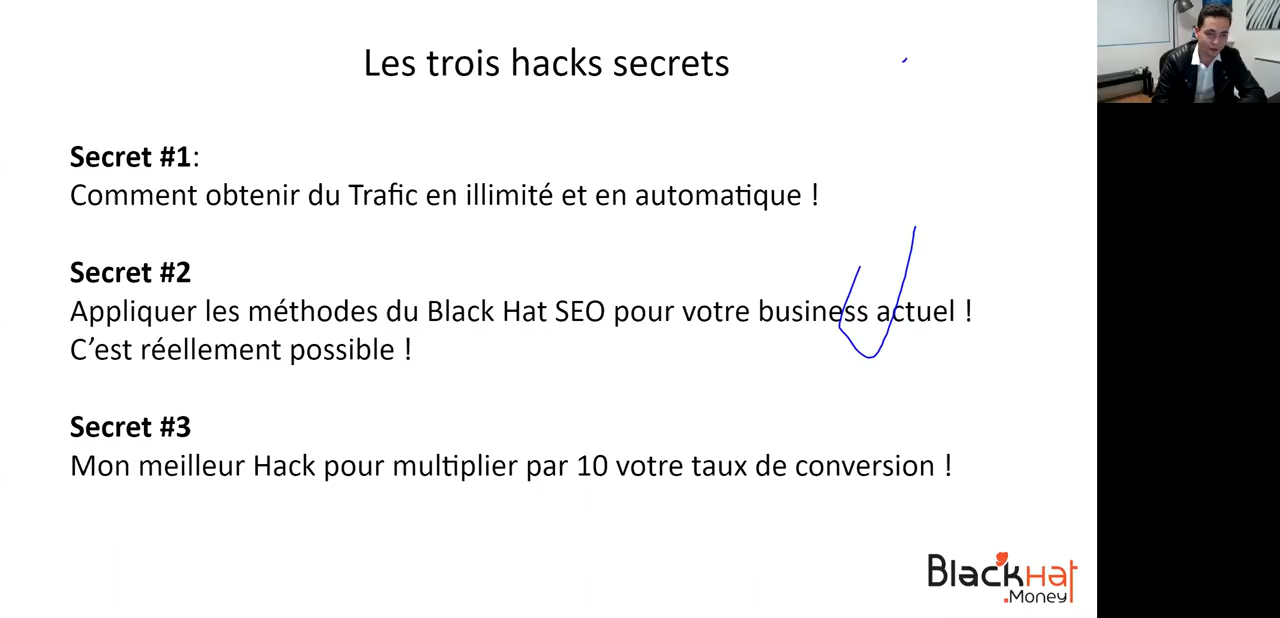 Les trois hacks secrets
Secret #1:
Comment obtenir du Trafic en illimité et en automatique !
Secret #2
Appliquer les méthodes du Black Hat SEO pour votre business actuel !
C’est réellement possible !
Secret #3
Mon meilleur Hack pour multiplier par 10 votre taux de conversion !
BlackHat
.Money